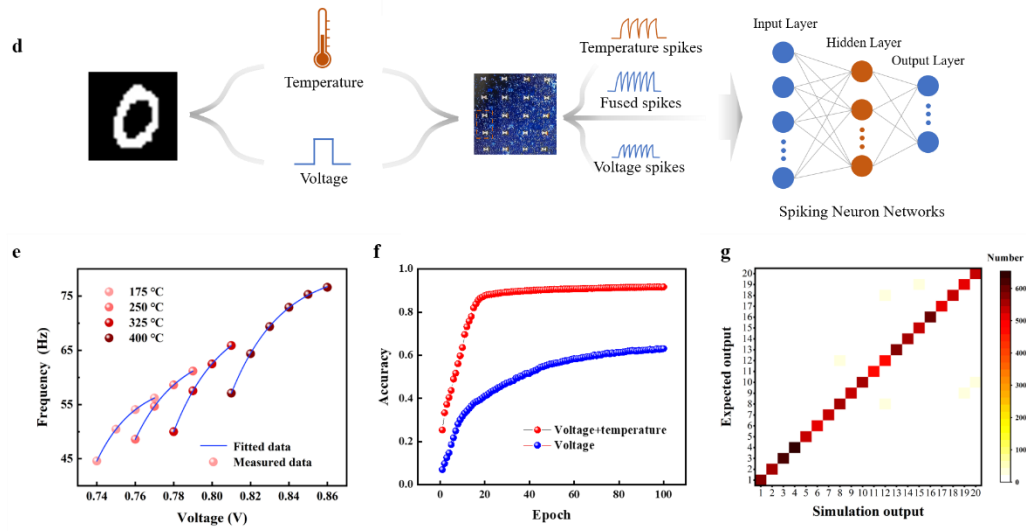 d
Temperature
Voltage
Temperature spikes
Fused spikes
Voltage spikes
Input Layer
Hidden Layer
Output Layer
Spiking Neuron Networks
e
Frequency (Hz)
75
65
55
45
0.74 0.76 0.78 0.80 0.82 0.84 0.86
Voltage (V)
175 °C
250 °C
325 °C
400 °C
Fitted data
Measured data
f
Accuracy
1.0
0.8
0.6
0.4
0.2
0.0
0 20 40 60 80 100
Epoch
Voltage+temperature
Voltage
g
Expected output
20
19
18
17
16
15
14
13
12
11
10
9
8
7
6
5
4
3
2
1
1 2 3 4 5 6 7 8 9 10 11 12 13 14 15 16 17 18 19 20
Simulation output
Number
600
500
400
300
200
100
0